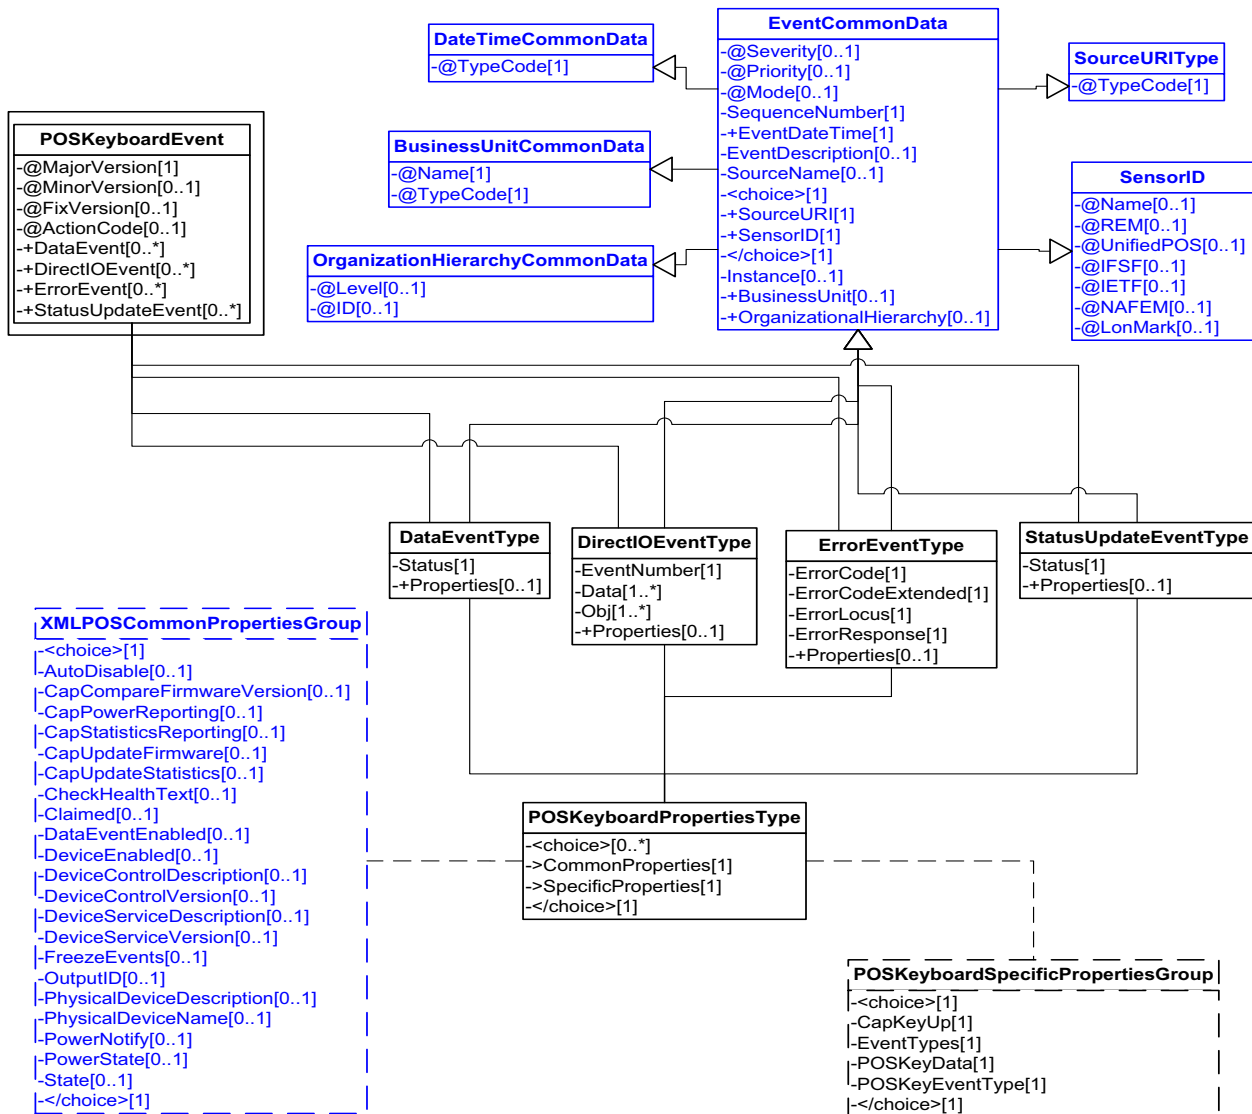 EventCommonData
-@Severity[0..1]
-@Priority[0..1]
-@Mode[0..1]
-SequenceNumber[1]
-+EventDateTime[1]
-EventDescription[0..1]
-SourceName[0..1]
-<choice>[1]
-+SourceURI[1]
-+SensorID[1]
-</choice>[1]
-Instance[0..1]
-+BusinessUnit[0..1]
-+OrganizationalHierarchy[0..1]
DateTimeCommonData
-@TypeCode[1]
SourceURIType
-@TypeCode[1]
POSKeyboardEvent
-@MajorVersion[1]
-@MinorVersion[0..1]
-@FixVersion[0..1]
-@ActionCode[0..1]
-+DataEvent[0..*]
-+DirectIOEvent[0..*]
-+ErrorEvent[0..*]
-+StatusUpdateEvent[0..*]
BusinessUnitCommonData
-@Name[1]
-@TypeCode[1]
SensorID
-@Name[0..1]
-@REM[0..1]
-@UnifiedPOS[0..1]
-@IFSF[0..1]
-@IETF[0..1]
-@NAFEM[0..1]
-@LonMark[0..1]
OrganizationHierarchyCommonData
-@Level[0..1]
-@ID[0..1]
DataEventType
-Status[1]
-+Properties[0..1]
DirectIOEventType
-EventNumber[1]
-Data[1..*]
-Obj[1..*]
-+Properties[0..1]
ErrorEventType
-ErrorCode[1]
-ErrorCodeExtended[1]
-ErrorLocus[1]
-ErrorResponse[1]
-+Properties[0..1]
StatusUpdateEventType
-Status[1]
-+Properties[0..1]
XMLPOSCommonPropertiesGroup
-<choice>[1]
-AutoDisable[0..1]
-CapCompareFirmwareVersion[0..1]
-CapPowerReporting[0..1]
-CapStatisticsReporting[0..1]
-CapUpdateFirmware[0..1]
-CapUpdateStatistics[0..1]
-CheckHealthText[0..1]
-Claimed[0..1]
-DataEventEnabled[0..1]
-DeviceEnabled[0..1]
-DeviceControlDescription[0..1]
-DeviceControlVersion[0..1]
-DeviceServiceDescription[0..1]
-DeviceServiceVersion[0..1]
-FreezeEvents[0..1]
-OutputID[0..1]
-PhysicalDeviceDescription[0..1]
-PhysicalDeviceName[0..1]
-PowerNotify[0..1]
-PowerState[0..1]
-State[0..1]
-</choice>[1]
POSKeyboardPropertiesType
-<choice>[0..*]
->CommonProperties[1]
->SpecificProperties[1]
-</choice>[1]
POSKeyboardSpecificPropertiesGroup
-<choice>[1]
-CapKeyUp[1]
-EventTypes[1]
-POSKeyData[1]
-POSKeyEventType[1]
-</choice>[1]